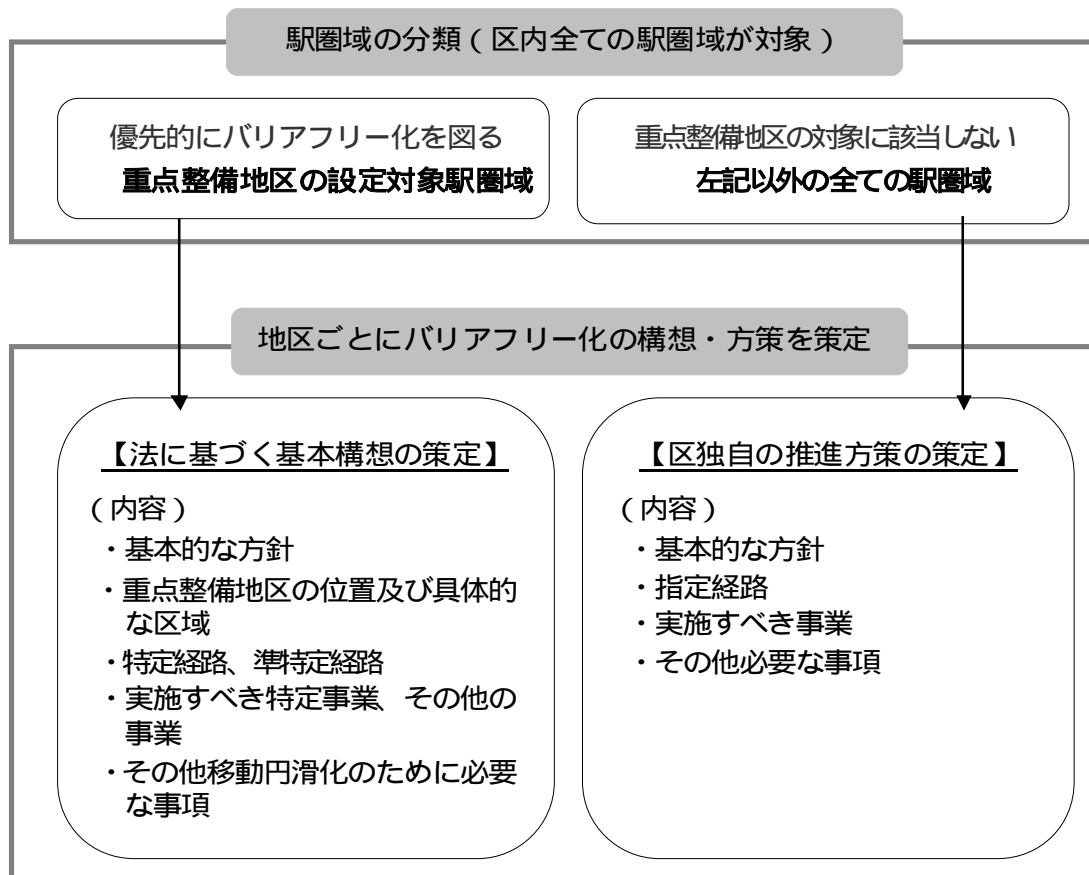 駅圏域の分類（区内全ての駅圏域が対象）
優先的にバリアフリー化を図る
重点整備地区の設定対象駅圏域
重点整備地区の対象に該当しない
左記以外の全ての駅圏域
地区ごとにバリアフリー化の構想・方策を策定
【法に基づく基本構想の策定】
（内容）
・基本的な方針
・重点整備地区の位置及び具体的
な区域
・特定経路、準特定経路
・実施すべき特定事業、その他の
事業
・その他移動円滑化のために必要
な事項
【区独自の推進方策の策定】
（内容）
・基本的な方針
・指定経路
・実施すべき事業
・その他必要な事項